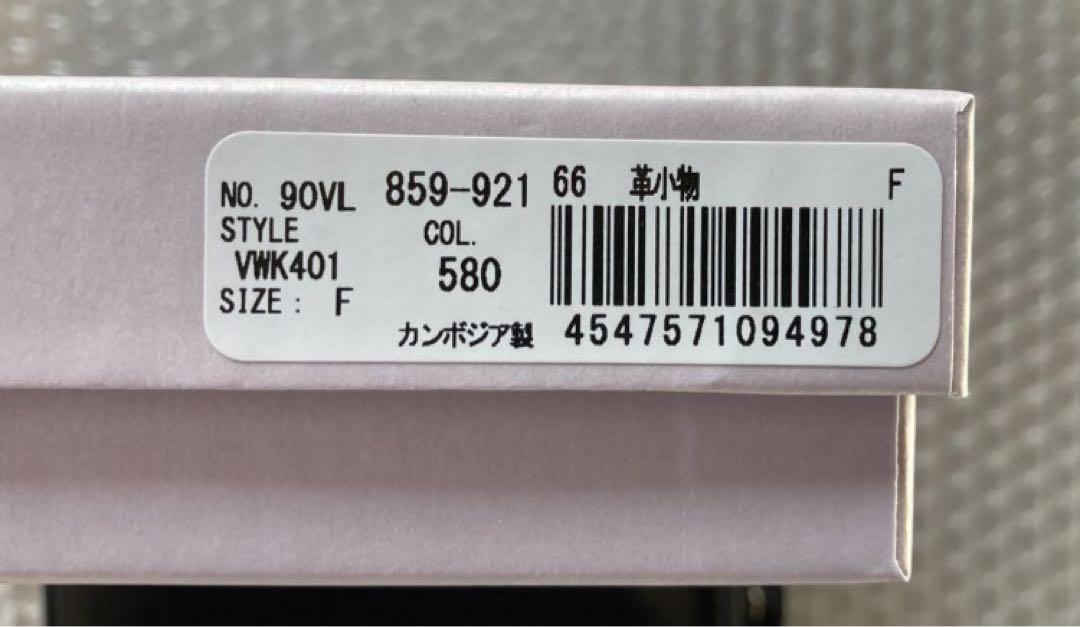 NO. 90VL 859-921 66 革小物 F
STYLE COL.
VWK401 580
SIZE: F
カンボジア製 4547571094978